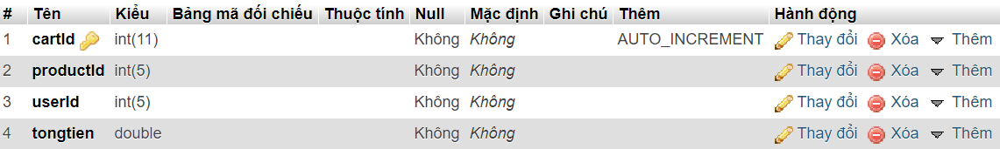 # Tên Kiểu Bảng mã đối chiếu Thuộc tính Null Mặc định Ghi chú Thêm Hành động
1 cartId int(11) Không Không AUTO_INCREMENT Thay đổi Xóa Thêm
2 productId int(5) Không Không Thay đổi Xóa Thêm
3 userId int(5) Không Không Thay đổi Xóa Thêm
4 tongtien double Không Không Thay đổi Xóa Thêm